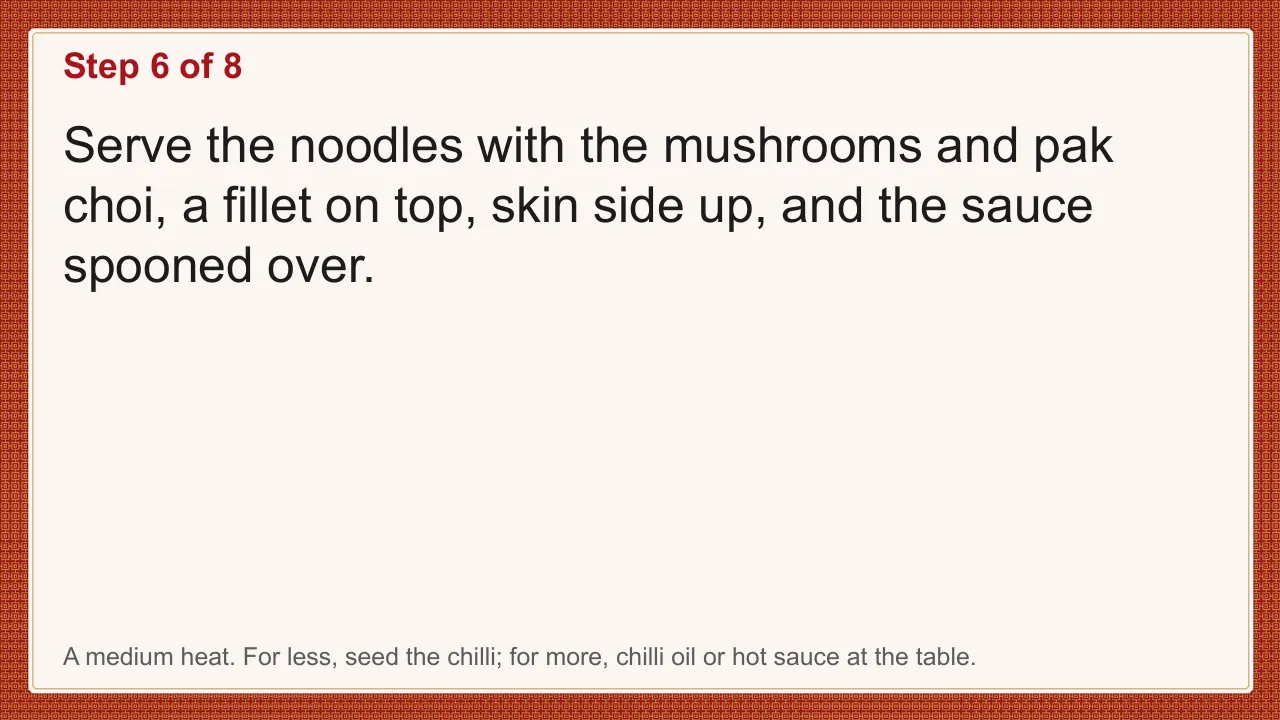 Step 6 of 8
Serve the noodles with the mushrooms and pak
choi, a fillet on top, skin side up, and the sauce
spooned over.
A medium heat. For less, seed the chilli; for more, chilli oil or hot sauce at the table.